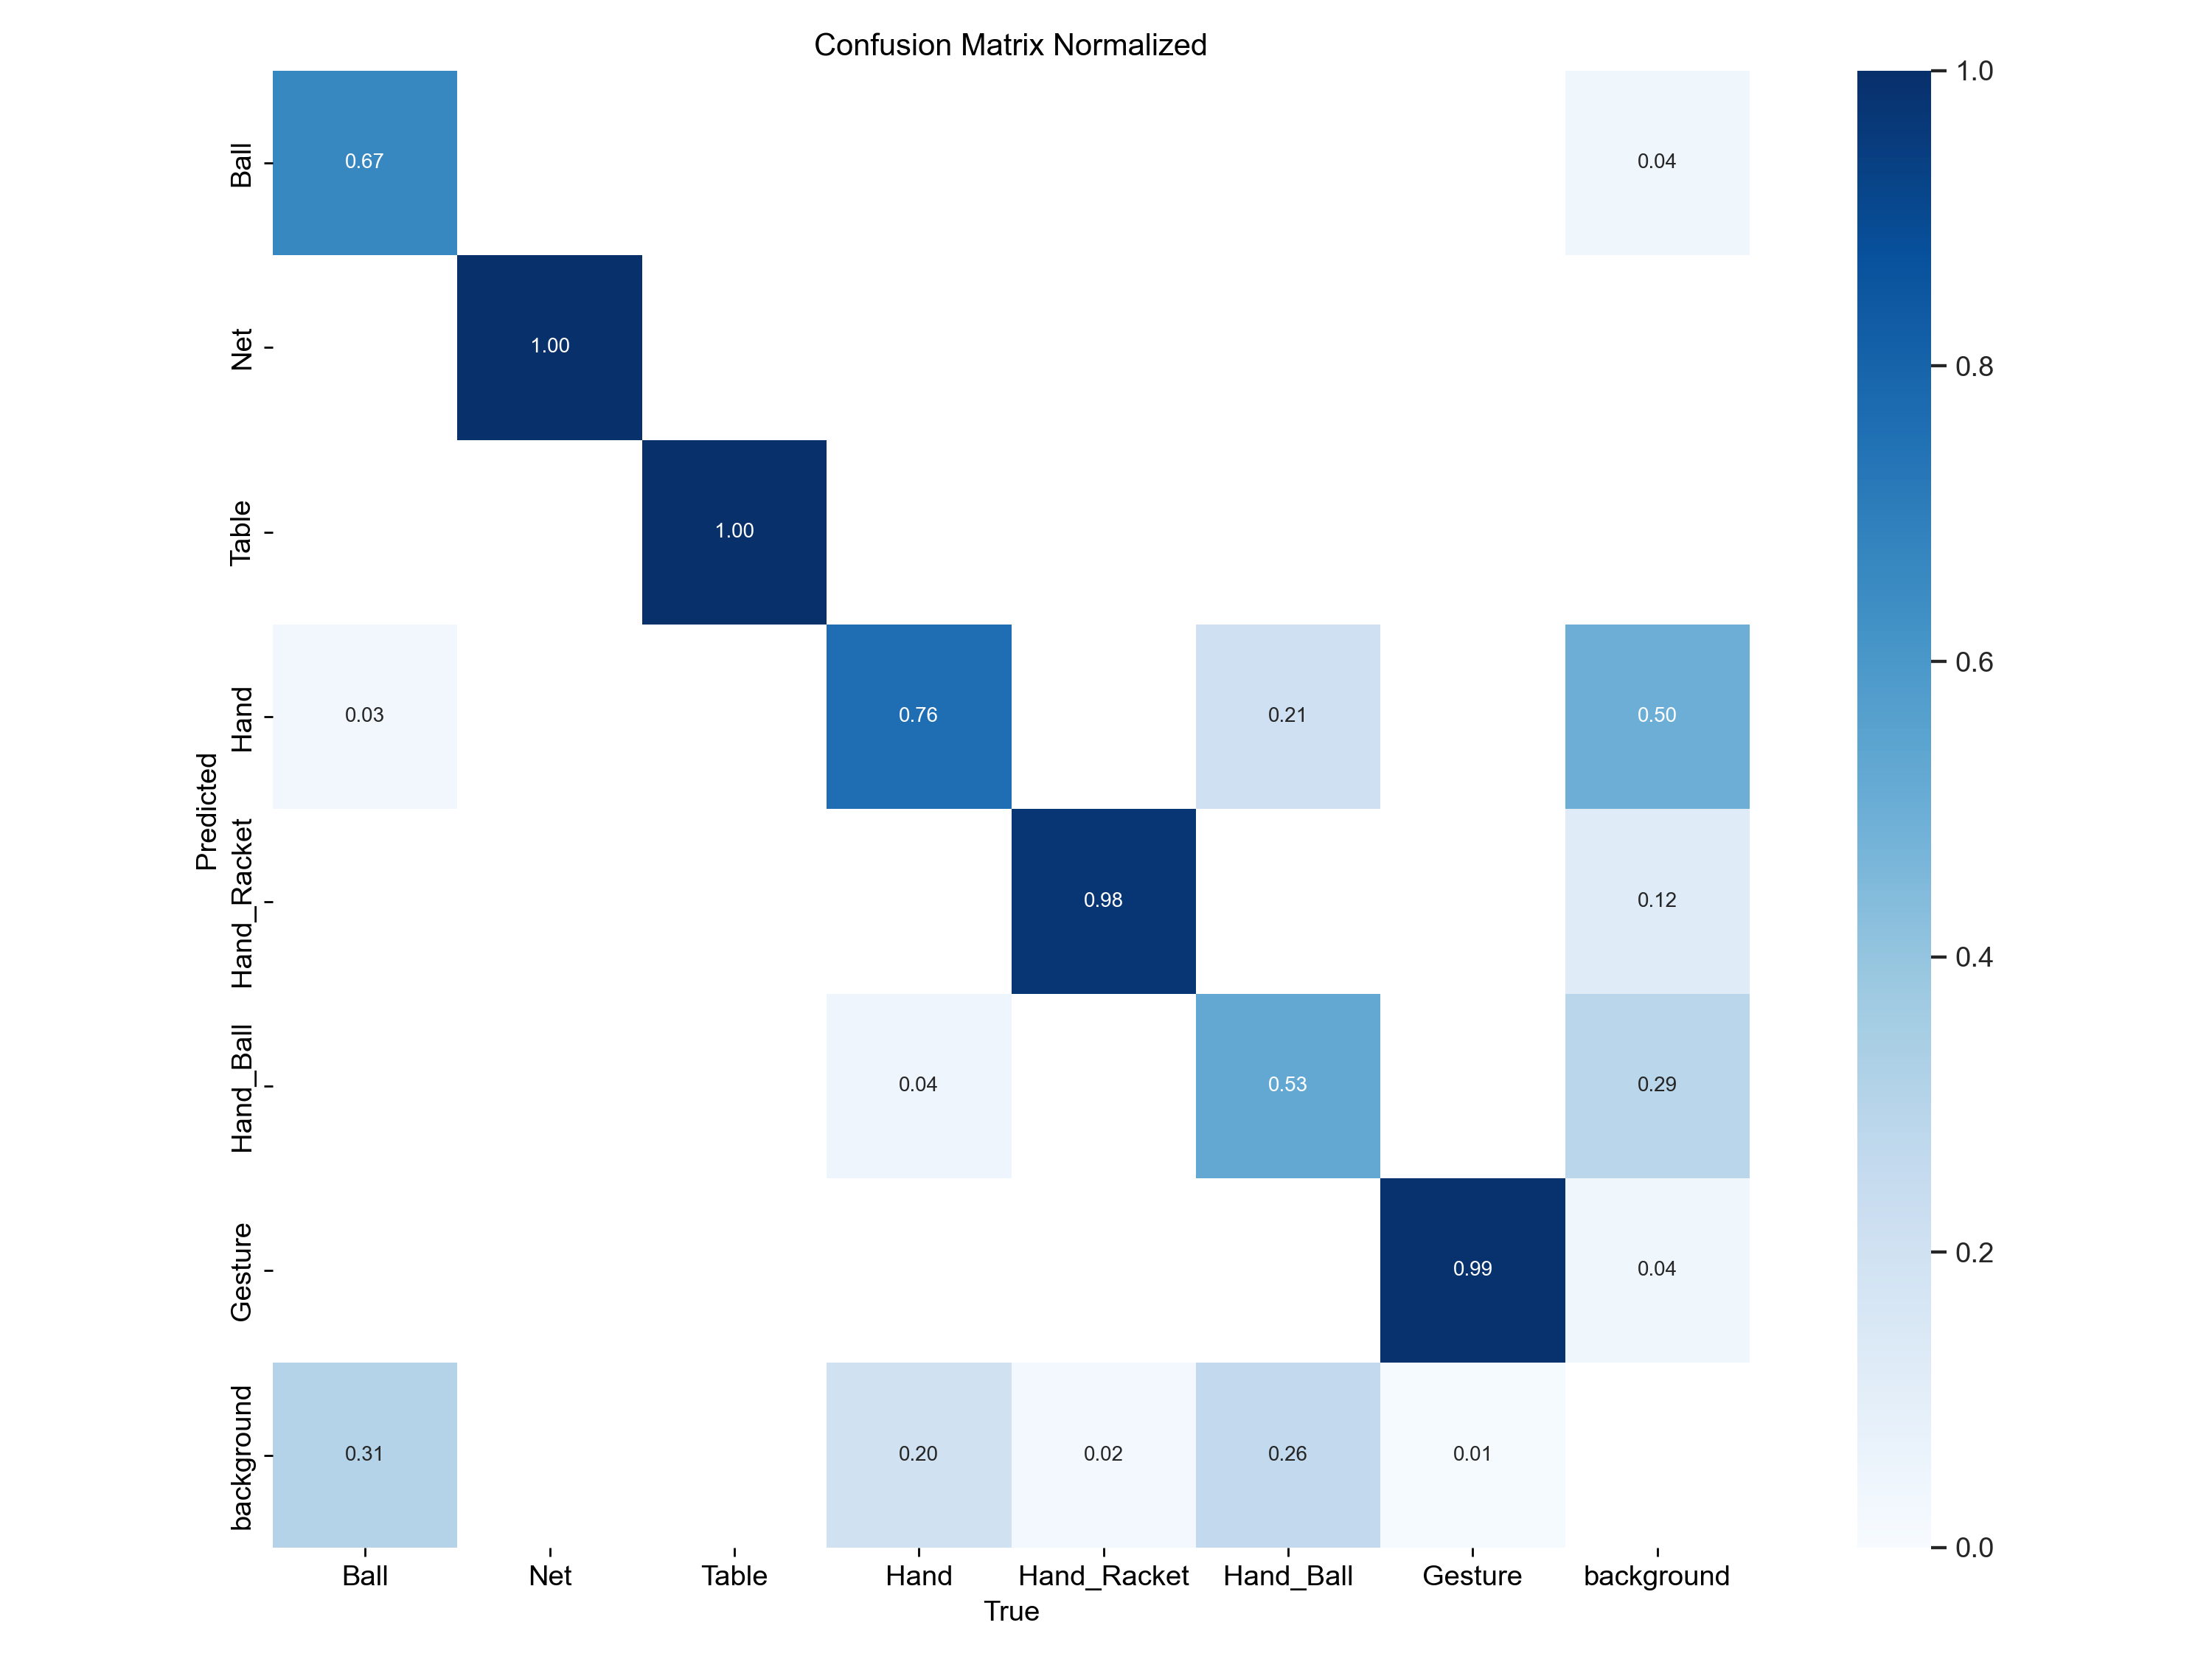 Confusion Matrix Normalized
Predicted
Ball
Net
Table
Hand
Hand_Racket
Hand_Ball
Gesture
background
0.67
0.04
1.00
1.00
0.03
0.76
0.21
0.50
0.98
0.12
0.04
0.53
0.29
0.99
0.04
0.31
0.20
0.02
0.26
0.01
Ball Net Table Hand Hand_Racket Hand_Ball Gesture background
True
1.0
0.8
0.6
0.4
0.2
0.0